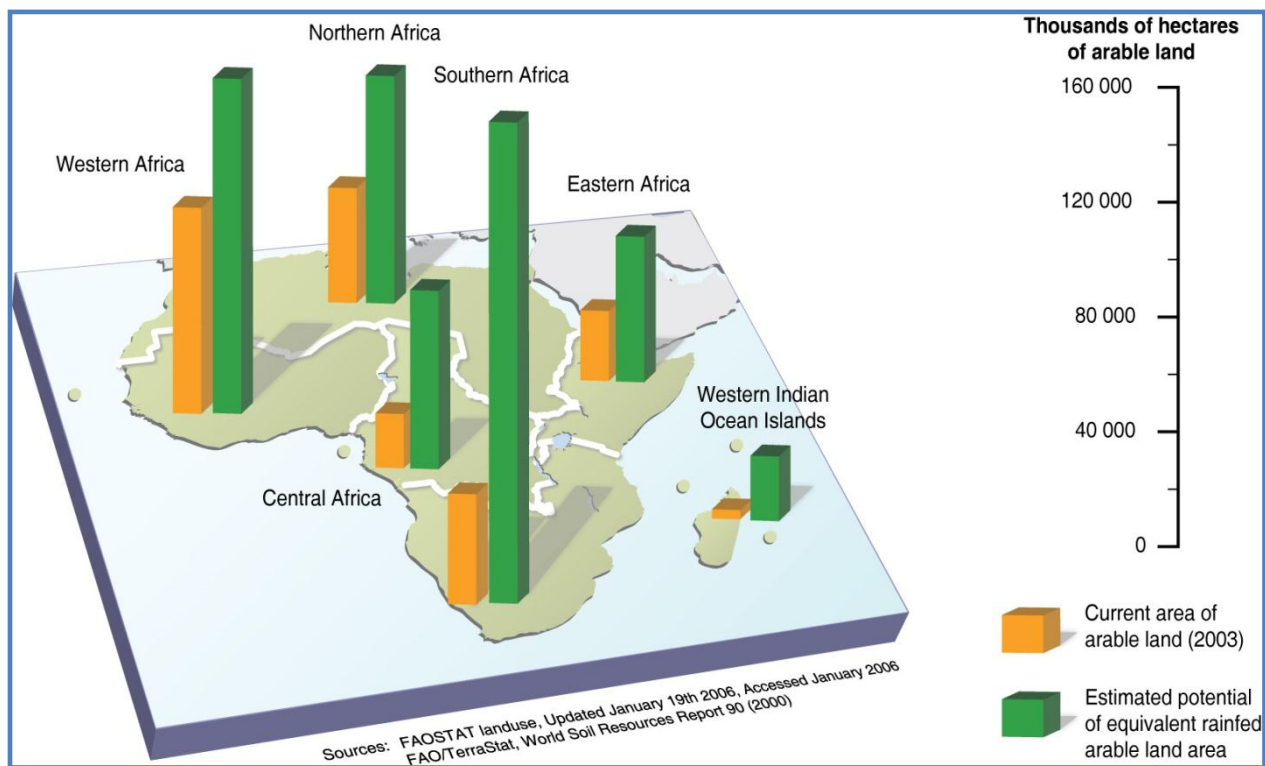 Northern Africa
Southern Africa
Western Africa
Eastern Africa
Western Indian
Ocean Islands
Central Africa
Thousands of hectares
of arable land
160 000
120 000
80 000
40 000
0
Current area of
arable land (2003)
Estimated potential
of equivalent rainfed
arable land area
Sources: FAOSTAT landuse, Updated January 19th 2006, Accessed January 2006
FAO/TerraStat, World Soil Resources Report 90 (2000)